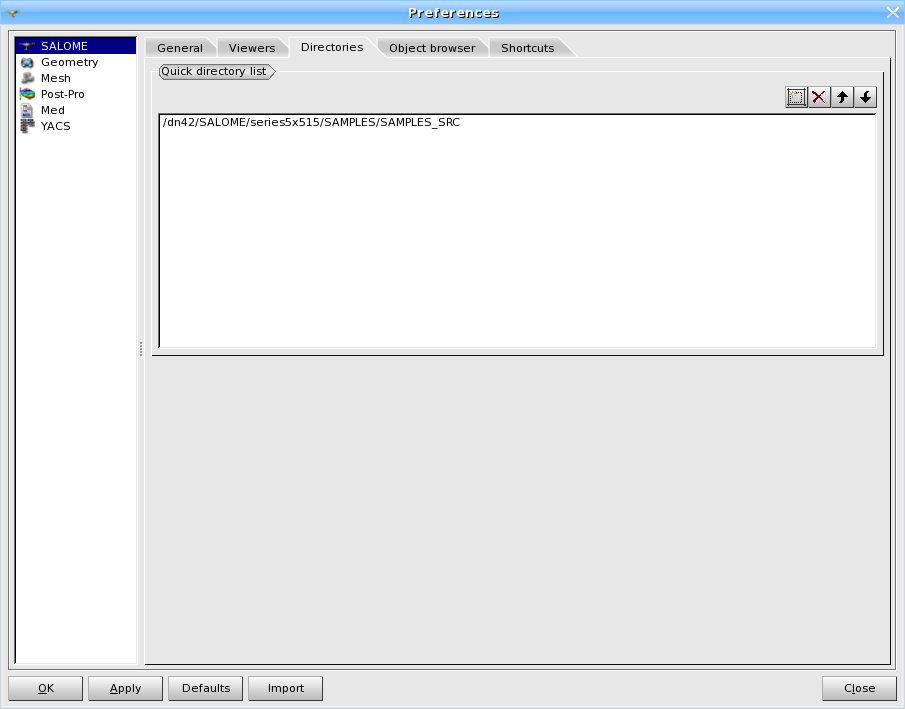 Preferences
SALOME
Geometry
Mesh
Post-Pro
Med
YACS
General Viewers Directories Object browser Shortcuts
Quick directory list
/dn42/SALOME/series5x515/SAMPLES/SAMPLES_SRC
OK Apply Defaults Import Close